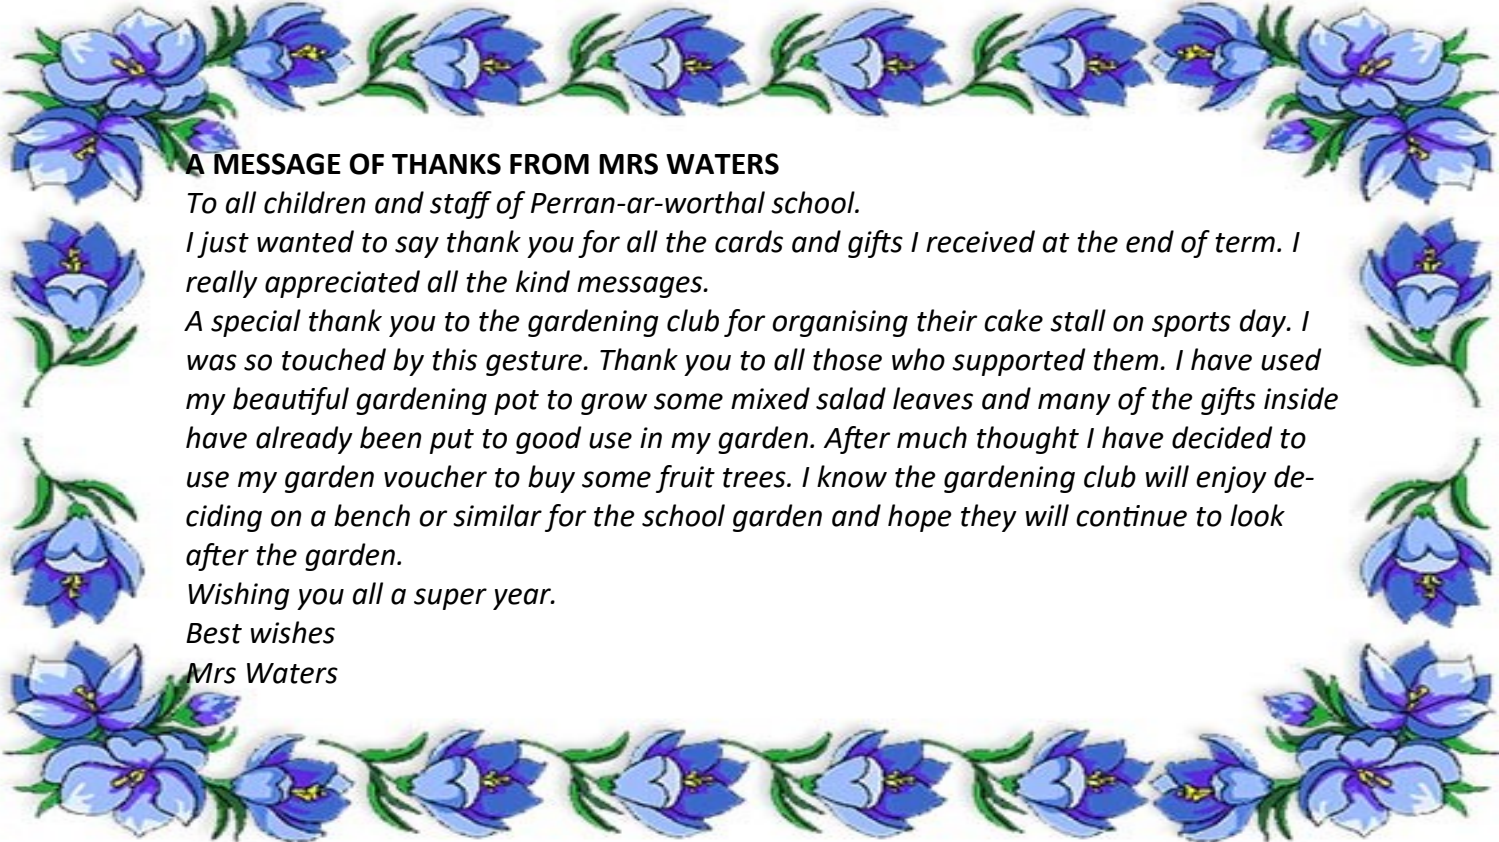 A MESSAGE OF THANKS FROM MRS WATERS
To all children and staff of Perran-ar-worthal school.
I just wanted to say thank you for all the cards and gifts I received at the end of term. I
really appreciated all the kind messages.
A special thank you to the gardening club for organising their cake stall on sports day. I
was so touched by this gesture. Thank you to all those who supported them. I have used
my beautiful gardening pot to grow some mixed salad leaves and many of the gifts inside
have already been put to good use in my garden. After much thought I have decided to
use my garden voucher to buy some fruit trees. I know the gardening club will enjoy de-
ciding on a bench or similar for the school garden and hope they will continue to look
after the garden.
Wishing you all a super year.
Best wishes
Mrs Waters